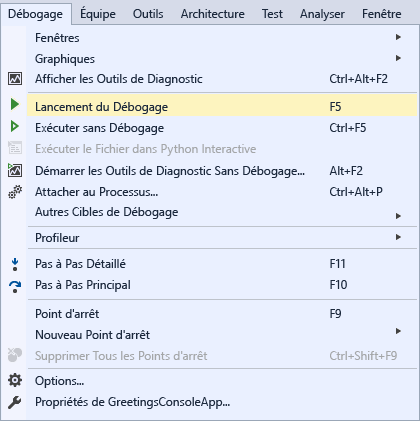 Débogage Équipe Outils Architecture Test Analyser Fenêtre
Fenêtres
Graphiques
Afficher les Outils de Diagnostic Ctrl+Alt+F2
Lancement du Débogage F5
Exécuter sans Débogage Ctrl+F5
Exécuter le Fichier dans Python Interactive
Démarrer les Outils de Diagnostic Sans Débogage... Alt+F2
Attacher au Processus... Ctrl+Alt+P
Autres Cibles de Débogage
Profileur
Pas à Pas Détaillé F11
Pas à Pas Principal F10
Point d'arrêt F9
Nouveau Point d'arrêt
Supprimer Tous les Points d'arrêt Ctrl+Shift+F9
Options...
Propriétés de GreetingsConsoleApp...